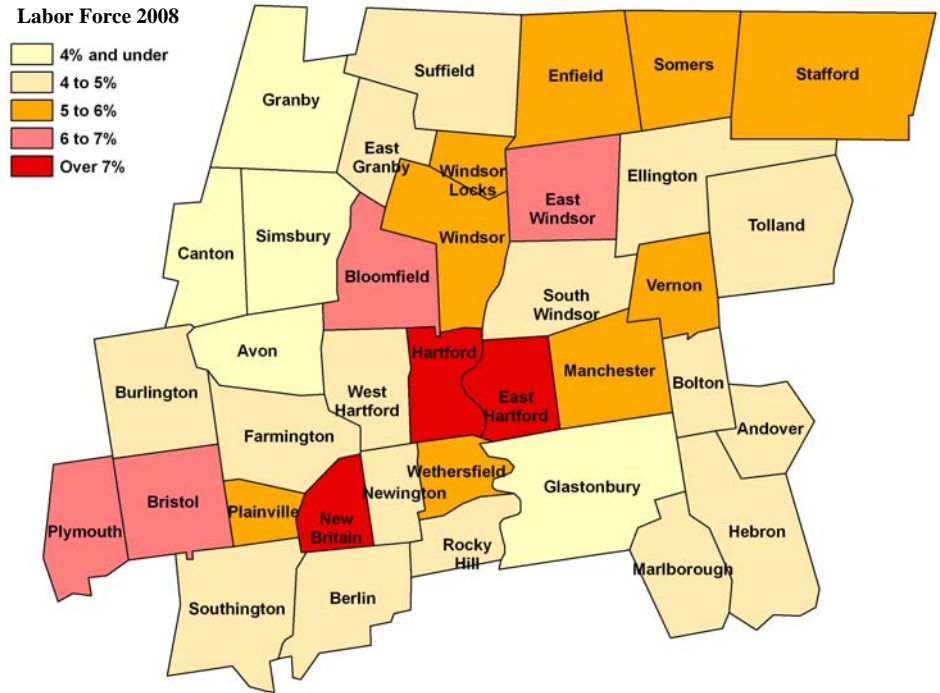 Labor Force 2008
4% and under
4 to 5%
5 to 6%
6 to 7%
Over 7%
Suffield
Enfield
Somers
Stafford
Granby
East
Granby
Windsor
Locks
East
Windsor
Ellington
Tolland
Canton
Simsbury
Windsor
Bloomfield
South
Windsor
Vernon
Avon
Hartford
Burlington
West
Hartford
East
Hartford
Manchester
Bolton
Andover
Farmington
Newington
Wethersfield
Glastonbury
Plymouth
Bristol
Plainville
New
Britain
Rocky
Hill
Hebron
Marlborough
Southington
Berlin